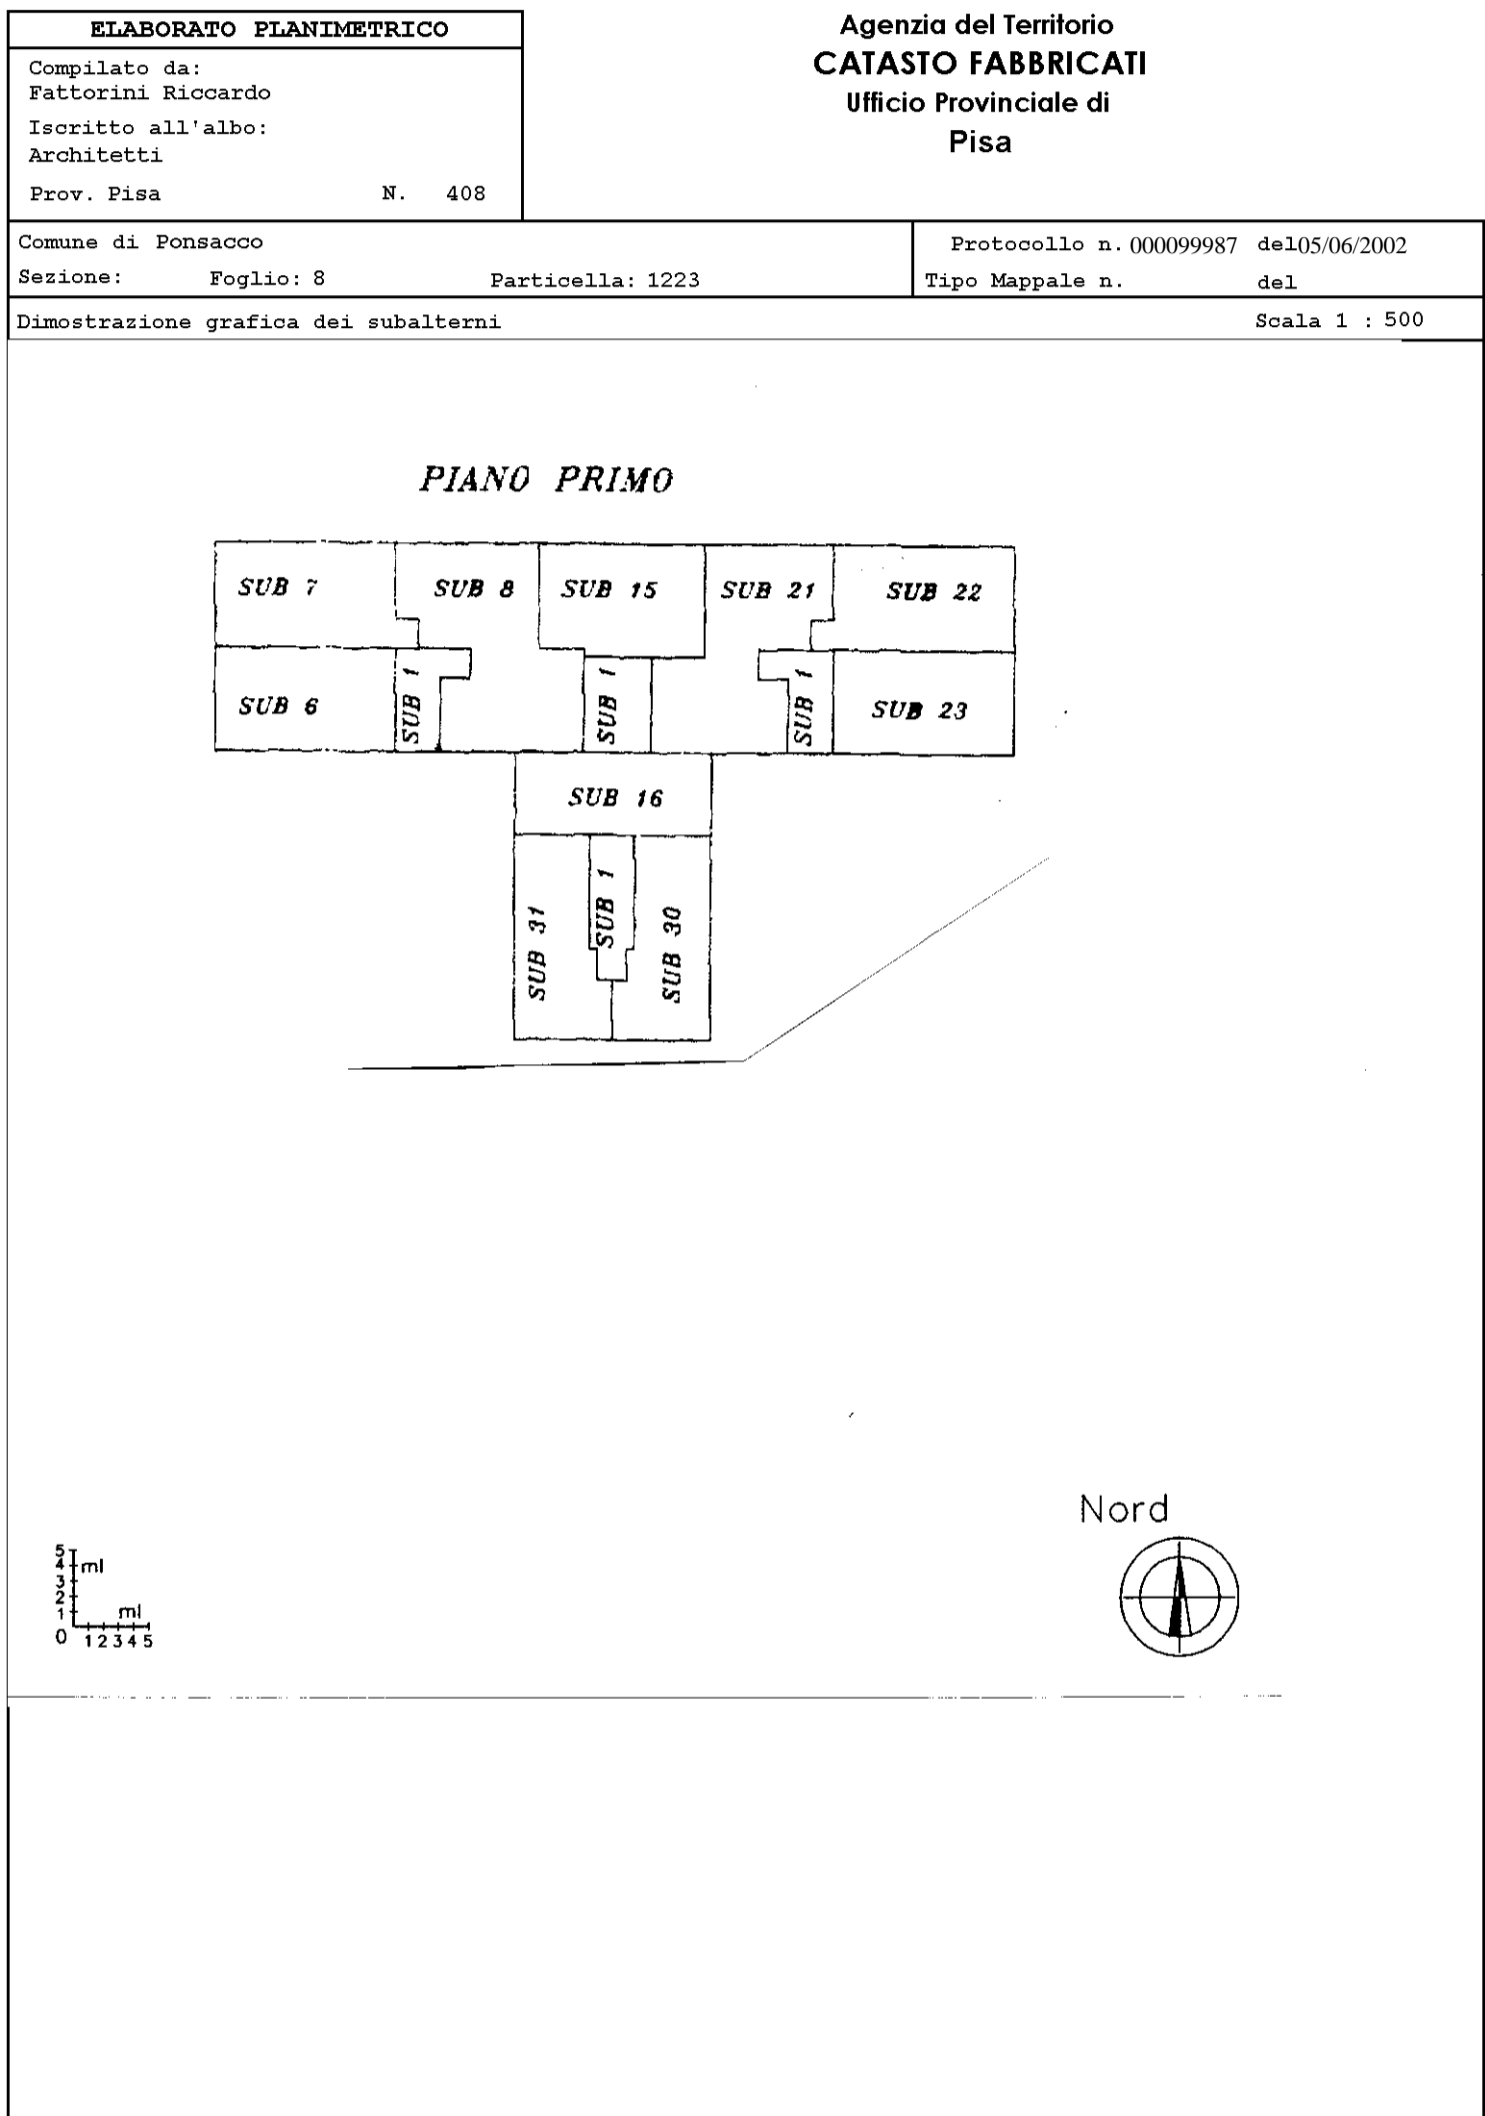 ELABORATO PLANIMETRICO
Compilato da:
Fattorini Riccardo
Iscritto all'albo:
Architetti
Prov. Pisa N. 408
Agenzia del Territorio
CATASTO FABBRICATI
Ufficio Provinciale di
Pisa
Comune di Ponsacco
Sezione: Foglio: 8 Particella: 1223
Protocollo n. 000099987 del 05/06/2002
Tipo Mappale n. del
Dimostrazione grafica dei subalterni Scala 1 : 500
PIANO PRIMO
SUB 7 SUB 8 SUB 15 SUB 21 SUB 22
SUB 6 SUB 1 SUB 1 SUB 1 SUB 23
SUB 16
SUB 31 SUB 1 SUB 30
Nord
5
4 ml
3
2
1 ml
0 1 2 3 4 5